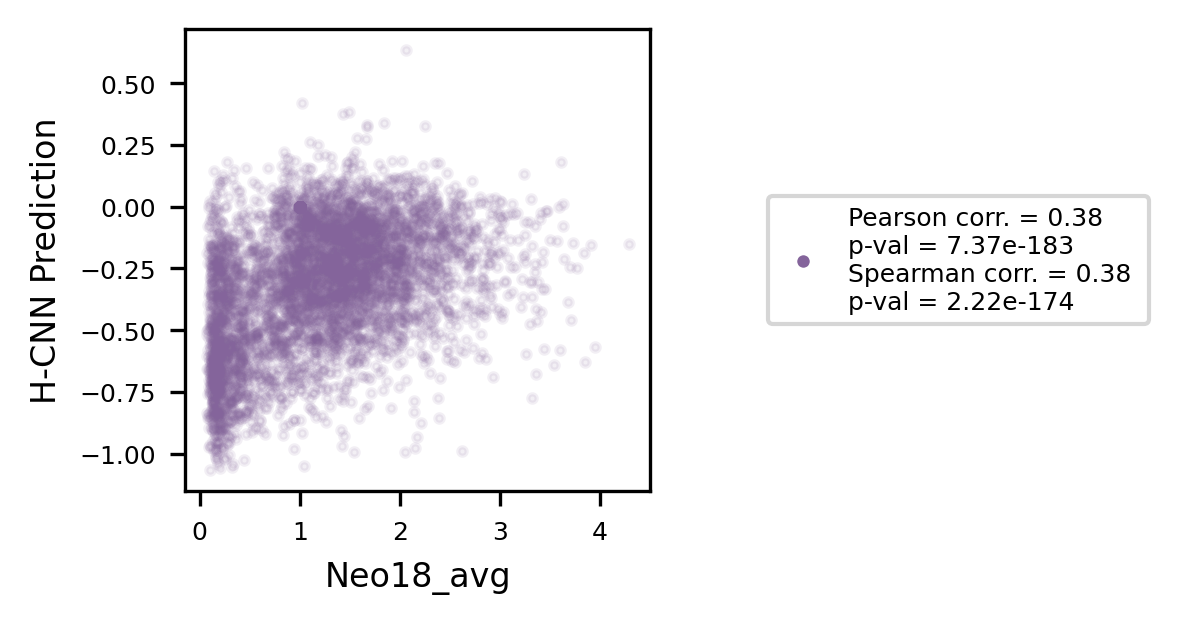 H-CNN Prediction
0.50
0.25
0.00
−0.25
−0.50
−0.75
−1.00
0 1 2 3 4
Neo18_avg
Pearson corr. = 0.38
p-val = 7.37e-183
Spearman corr. = 0.38
p-val = 2.22e-174